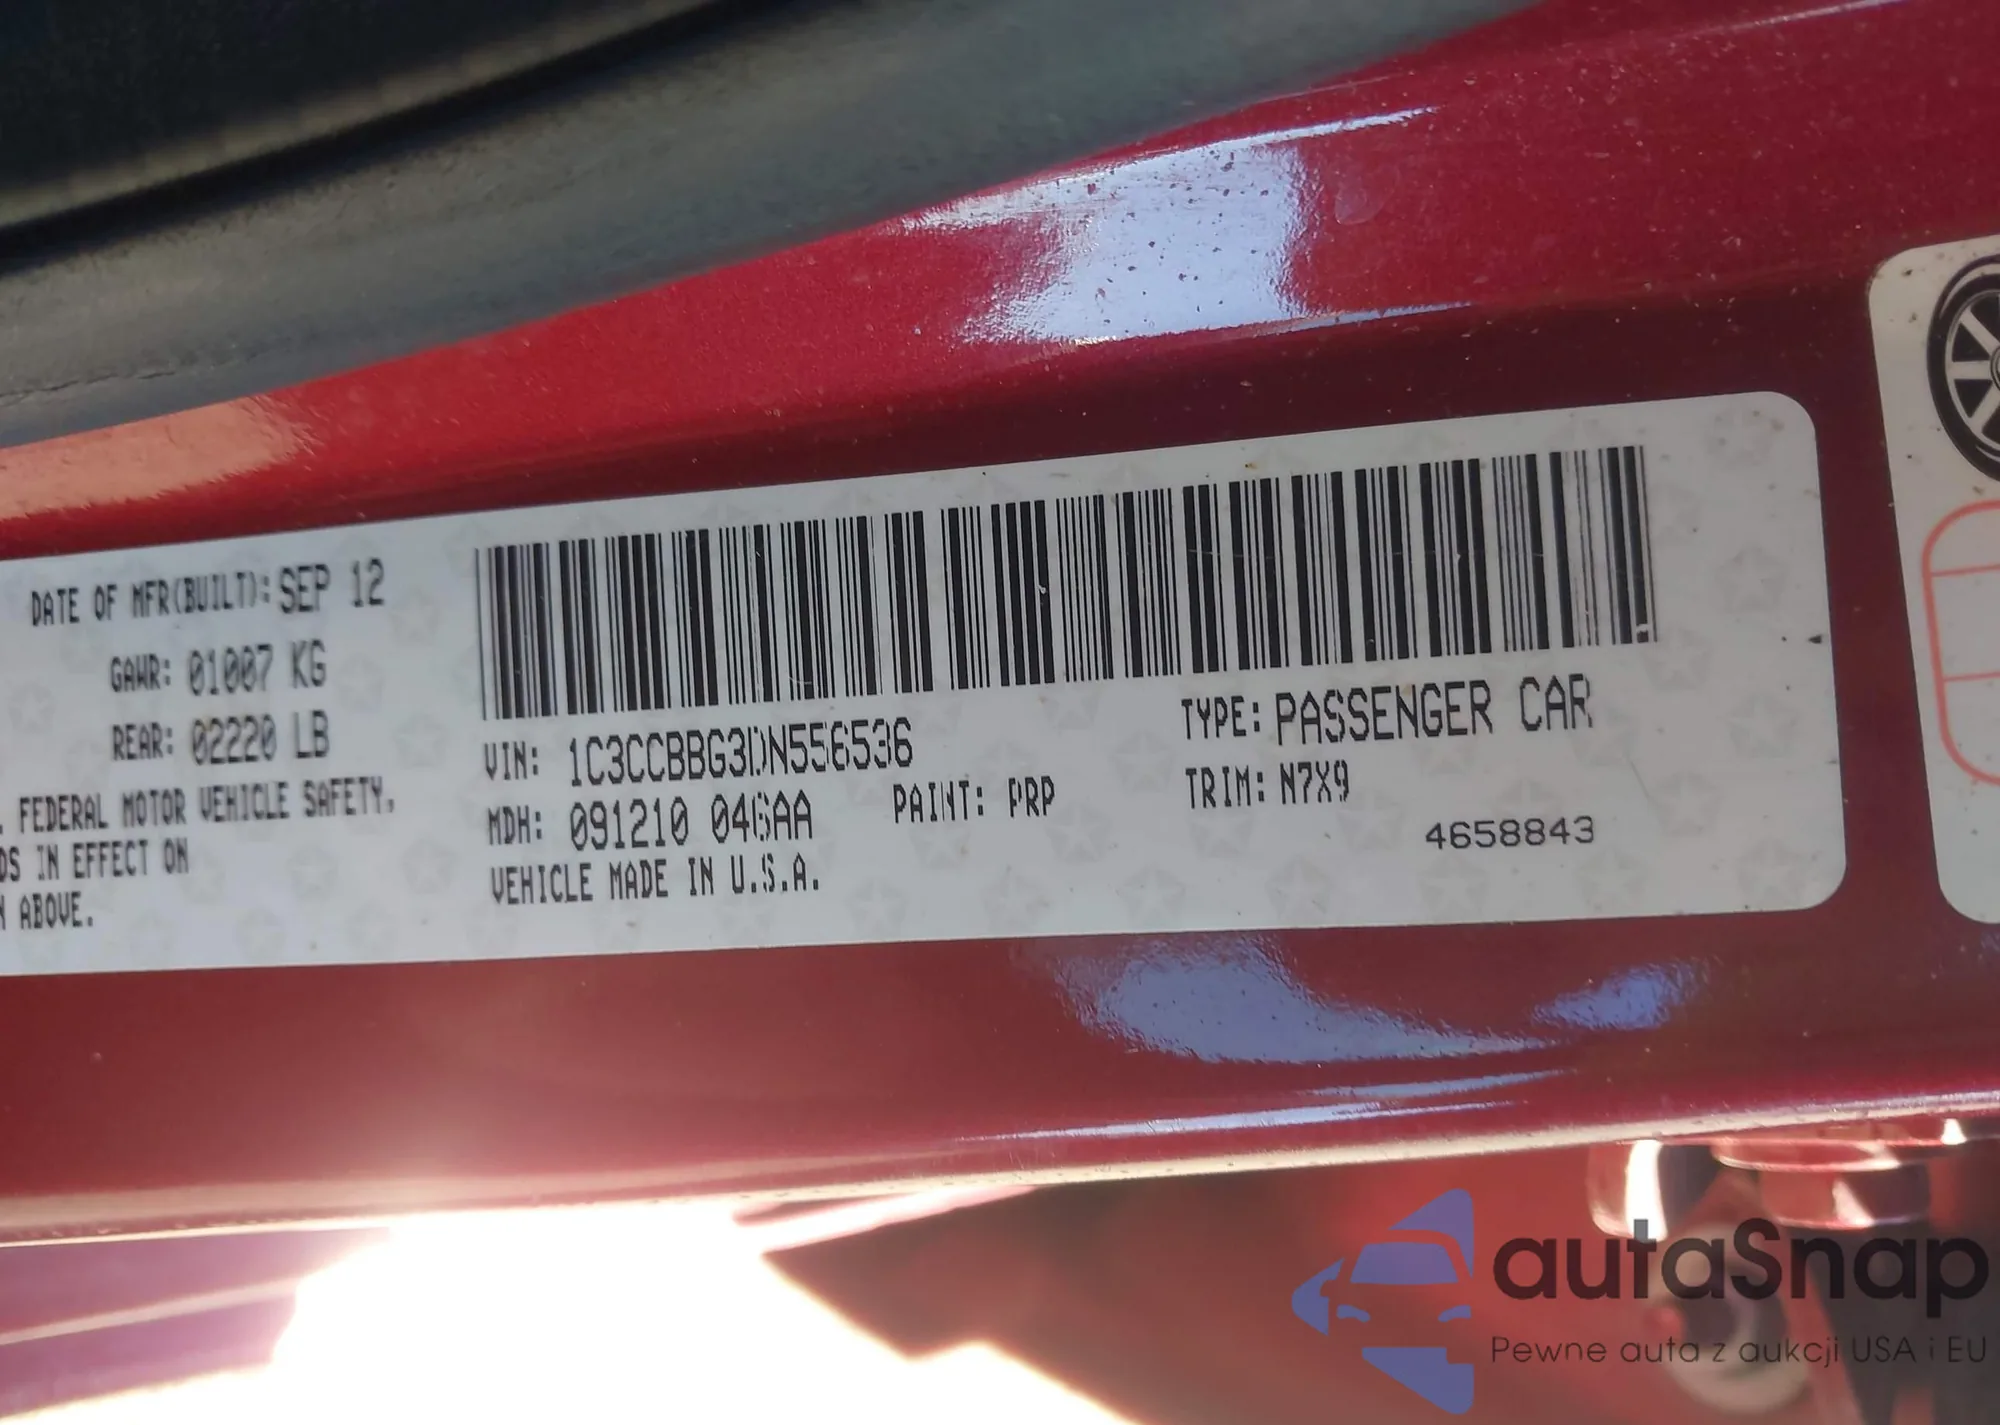 DATE OF MFR(BUILT): SEP 12
GAWR: 01007 KG
REAR: 02220 LB
FEDERAL MOTOR VEHICLE SAFETY,
DS IN EFFECT ON
ABOVE.
VIN: 1C3CCBBG3DN556536
TYPE: PASSENGER CAR
MDH: 091210 046AA
PAINT: PRP
TRIM: N7X9
VEHICLE MADE IN U.S.A.
4658843
autaSnap
Pewne auta z aukcji USA i EU